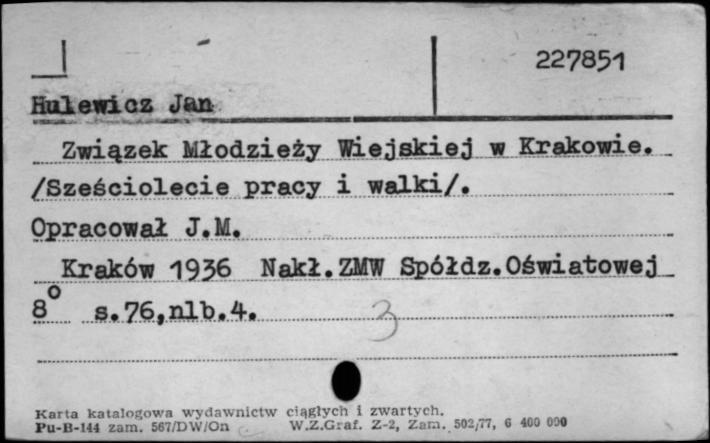 227851
Hulewicz Jan
Związek Młodzieży Wiejskiej w Krakowie.
/Sześciolecie pracy i walki/.
Opracował J.M.
Kraków 1936 Nakł.ZMW Spółdz.Oświatowej
8° s.76,nlb.4.
3
Karta katalogowa wydawnictw ciągłych i zwartych.
Pu-B-144 zam. 567/DW/On W.Z.Graf. Z-2, Zam. 502/77, 6 400 000